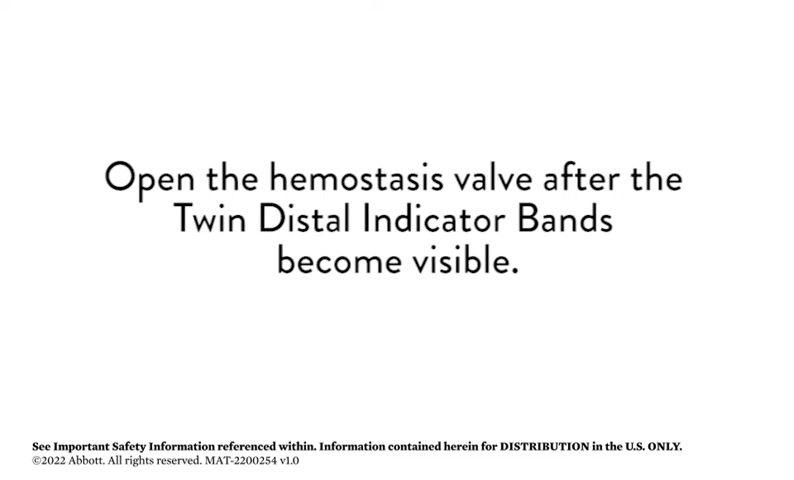 Open the hemostasis valve after the
Twin Distal Indicator Bands
become visible.
See Important Safety Information referenced within. Information contained herein for DISTRIBUTION in the U.S. ONLY.
©2022 Abbott. All rights reserved. MAT-2200254 v1.0